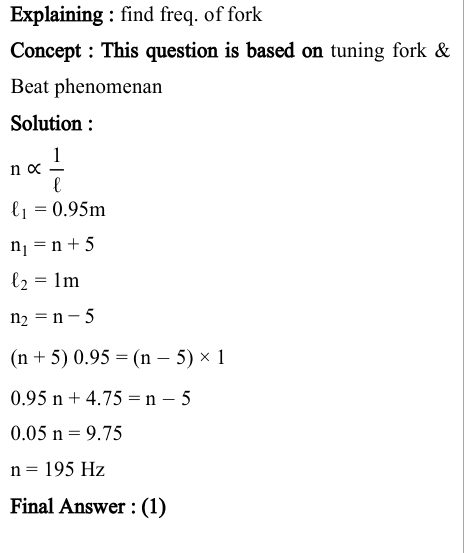 Explaining : find freq. of fork
Concept : This question is based on tuning fork &
Beat phenomenan
Solution :
n ∝ 1/ℓ
ℓ₁ = 0.95m
n₁ = n + 5
ℓ₂ = 1m
n₂ = n – 5
(n + 5) 0.95 = (n – 5) × 1
0.95 n + 4.75 = n – 5
0.05 n = 9.75
n = 195 Hz
Final Answer : (1)